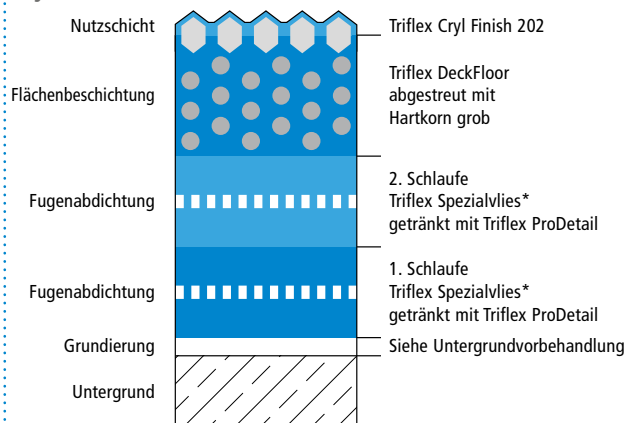 Nutzschicht
Triflex Cryl Finish 202
Flächenbeschichtung
Triflex DeckFloor
abgestreut mit
Hartkorn grob
Fugenabdichtung
2. Schlaufe
Triflex Spezialvlies*
getränkt mit Triflex ProDetail
Fugenabdichtung
1. Schlaufe
Triflex Spezialvlies*
getränkt mit Triflex ProDetail
Grundierung
Siehe Untergrundvorbehandlung
Untergrund